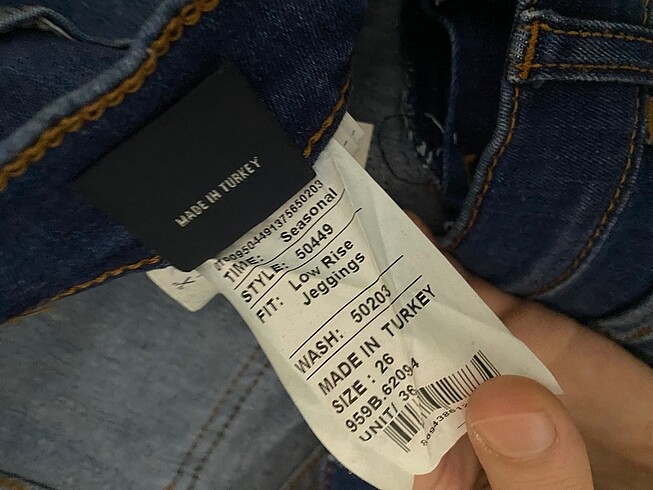 MADE IN TURKEY
TIME: Seasonal
STYLE: 50449
FIT: Low Rise
Jeggings
WASH: 50203
MADE IN TURKEY
SIZE : 26
959B 62094
UNIT/